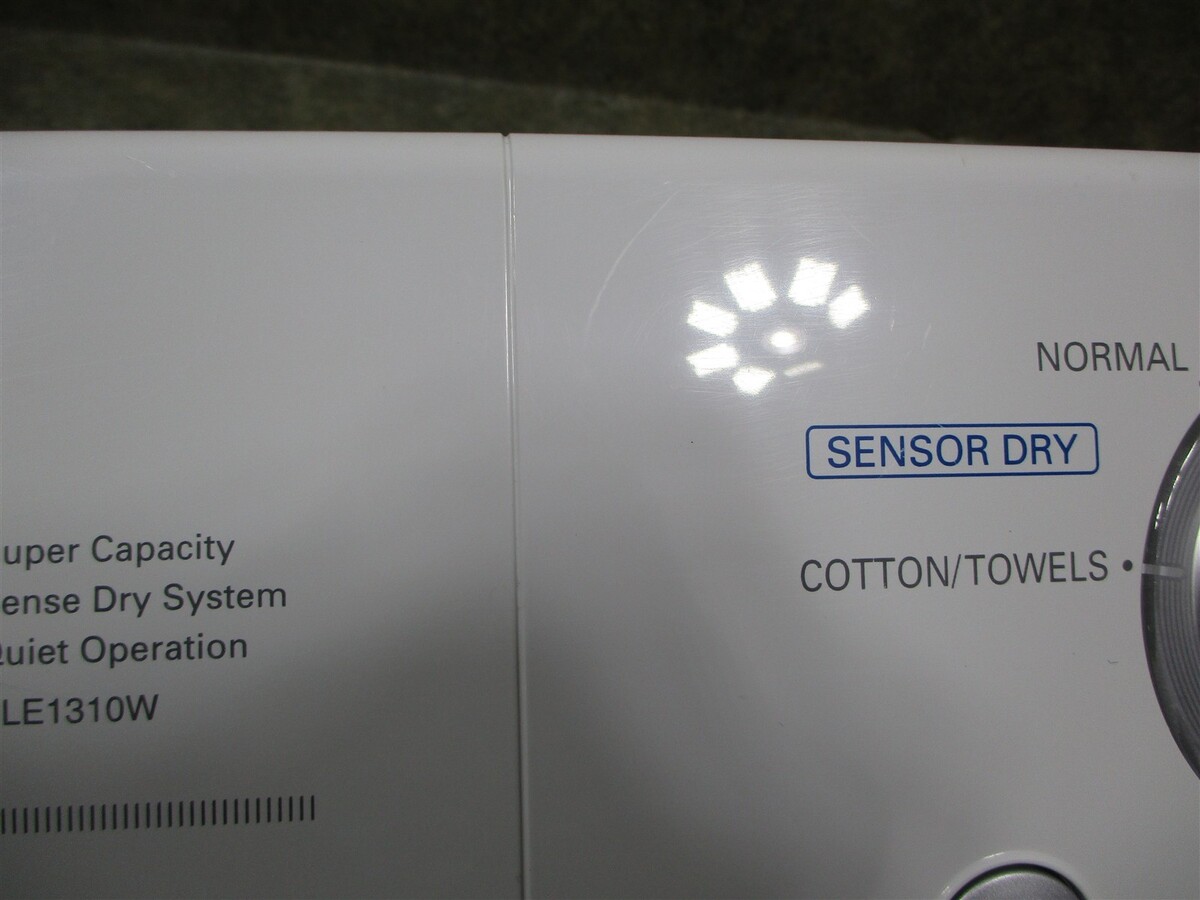 uper Capacity
ense Dry System
uiet Operation
LE1310W
NORMAL
SENSOR DRY
COTTON/TOWELS